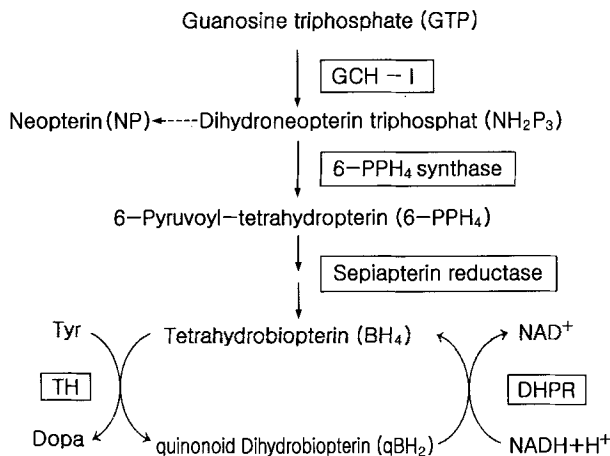 Guanosine triphosphate (GTP)
GCH – I
Neopterin (NP) Dihydroneopterin triphosphat (NH₂P₃)
6–PPH₄ synthase
6–Pyruvoyl–tetrahydropterin (6–PPH₄)
Sepiapterin reductase
Tyr Tetrahydrobiopterin (BH₄) NAD⁺
TH DHPR
Dopa quinonoid Dihydrobiopterin (qBH₂) NADH+H⁺